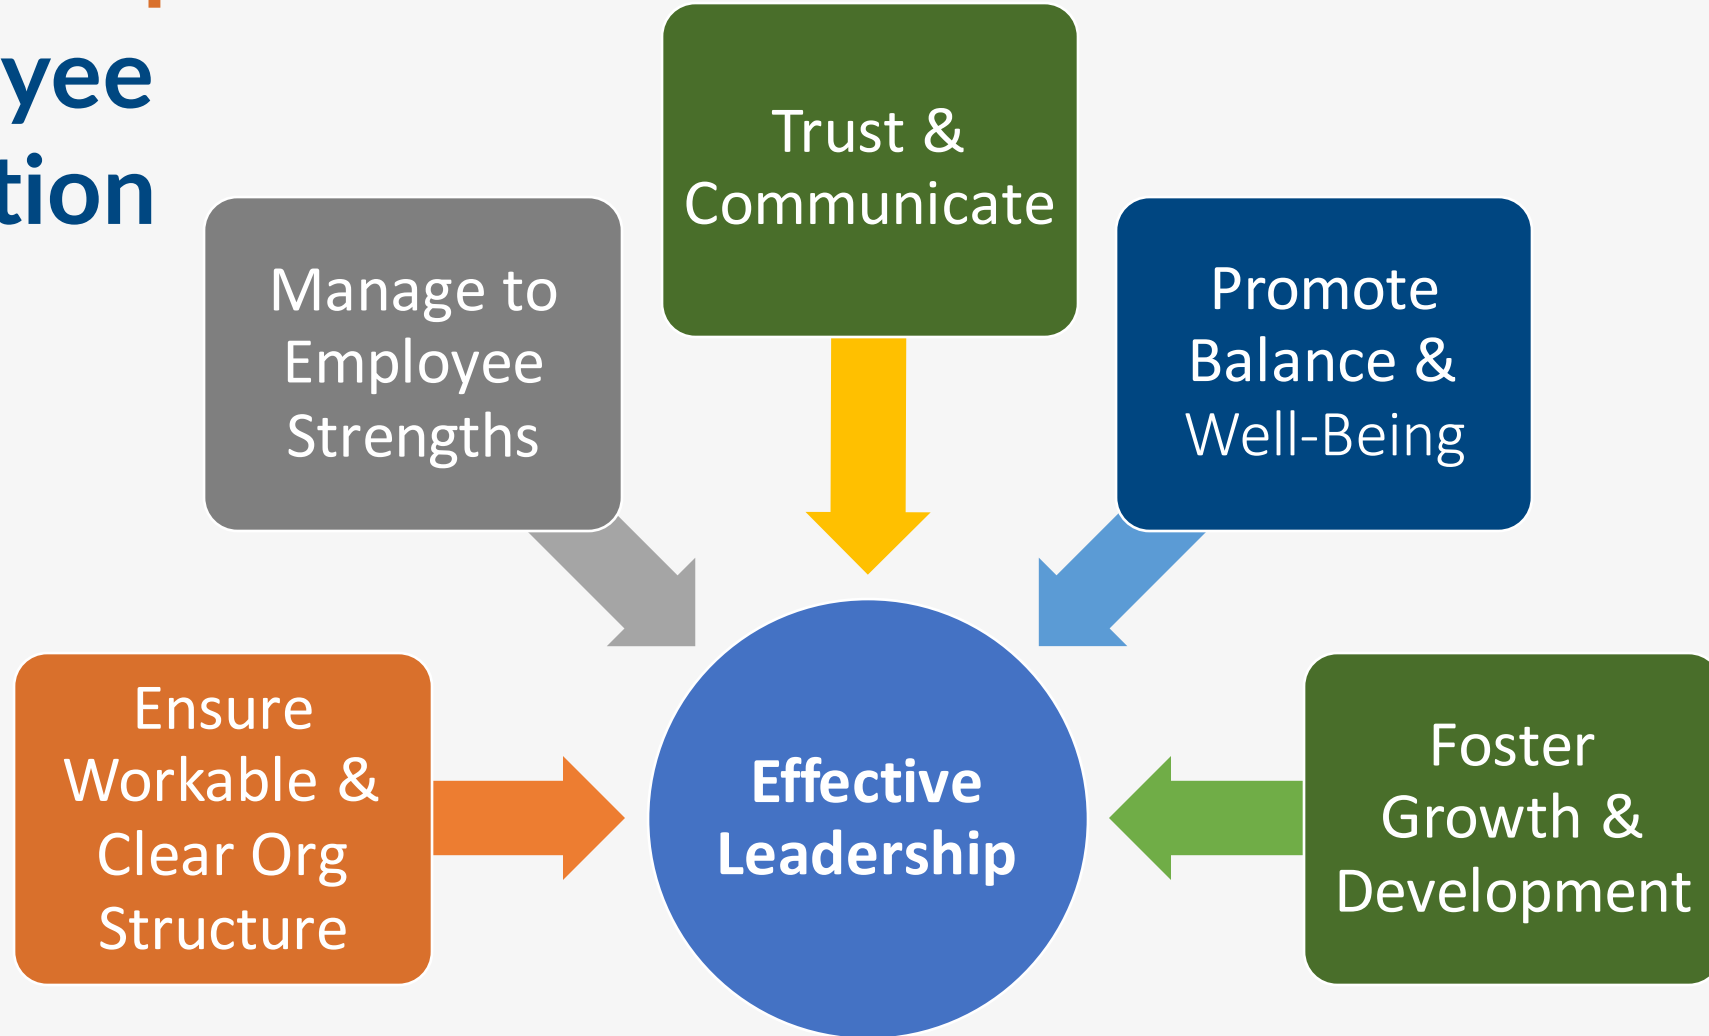 yee
tion
Trust &
Communicate
Manage to
Employee
Strengths
Promote
Balance &
Well-Being
Ensure
Workable &
Clear Org
Structure
Effective
Leadership
Foster
Growth &
Development